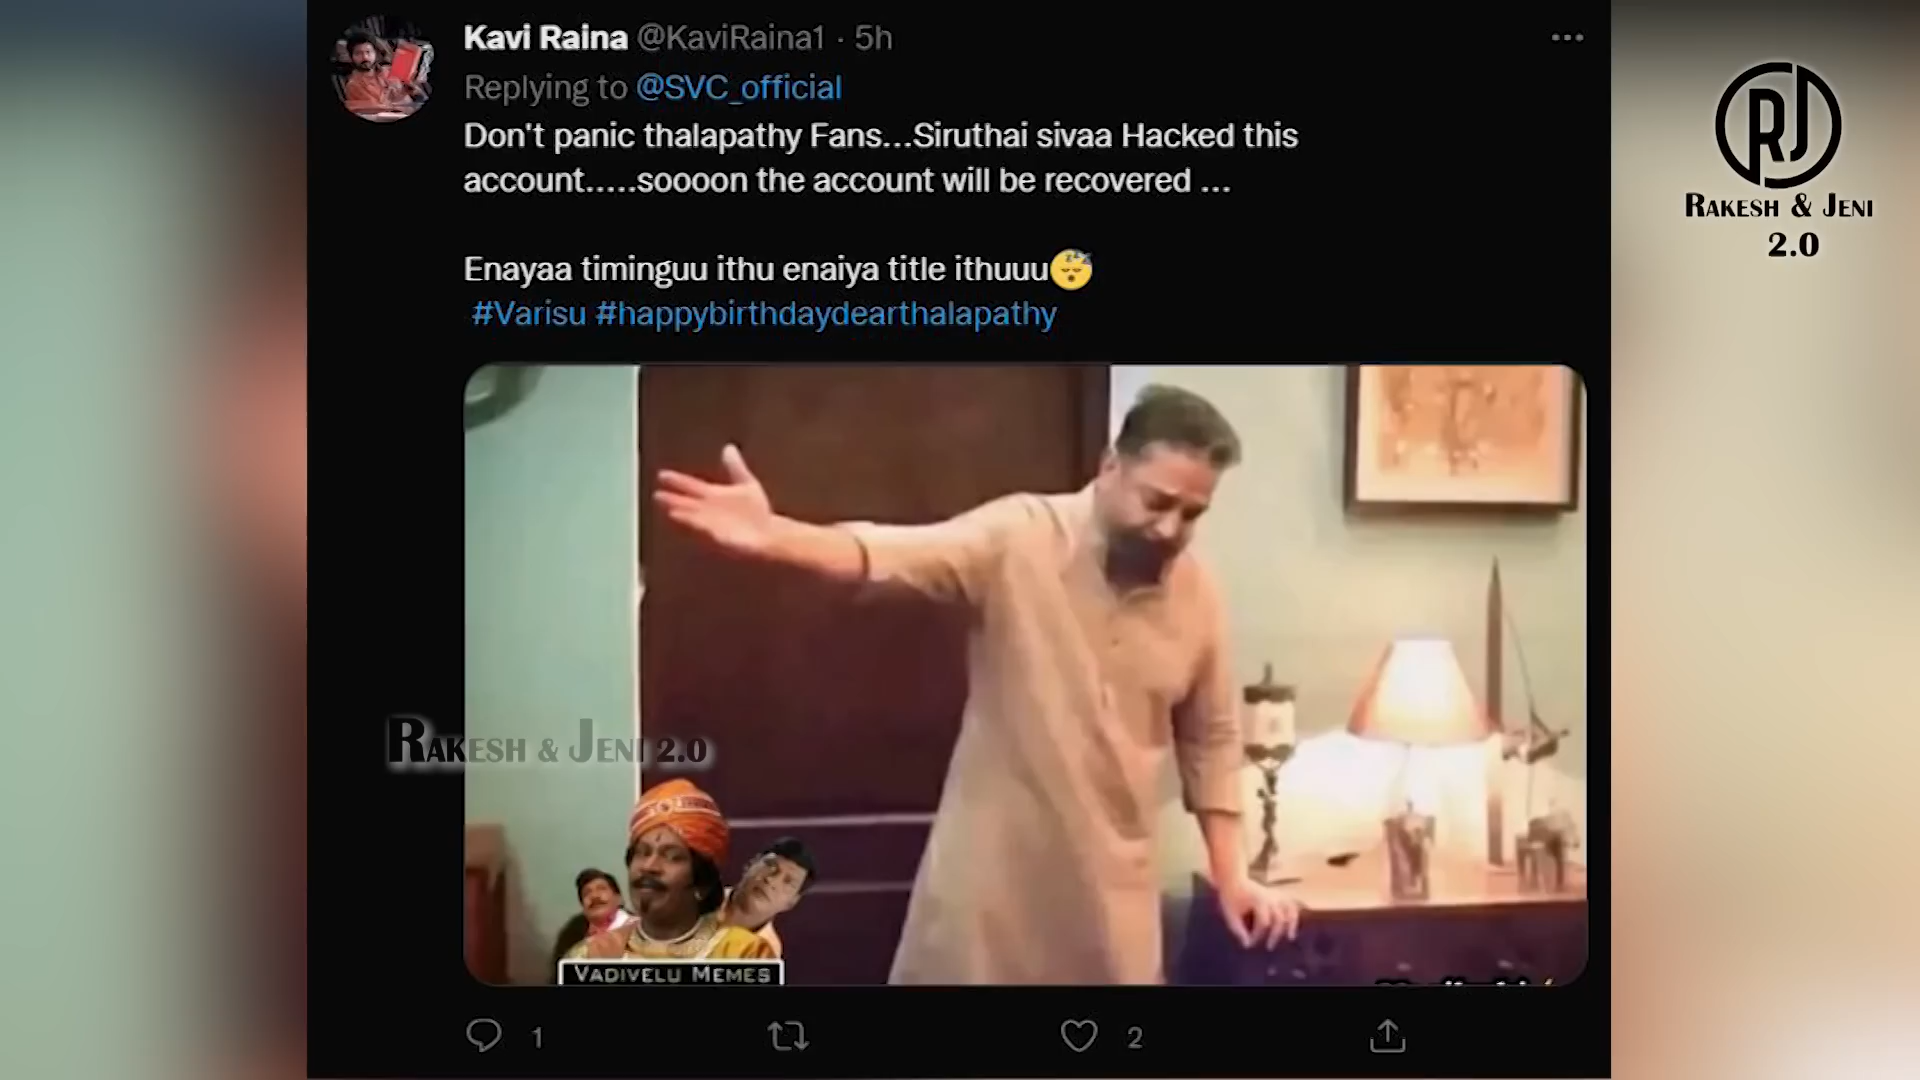 Kavi Raina @KaviRaina1 · 5h
Replying to @SVC_official
Don't panic thalapathy Fans...Siruthai sivaa Hacked this
account.....soooon the account will be recovered ...
Enayaa timinguu ithu enaiya title ithuuu😴
#Varisu #happybirthdaydearthalapathy
RJ
RAKESH & JENI
2.0
RAKESH & JENI 2.0
VADIVELU MEMES
1
2